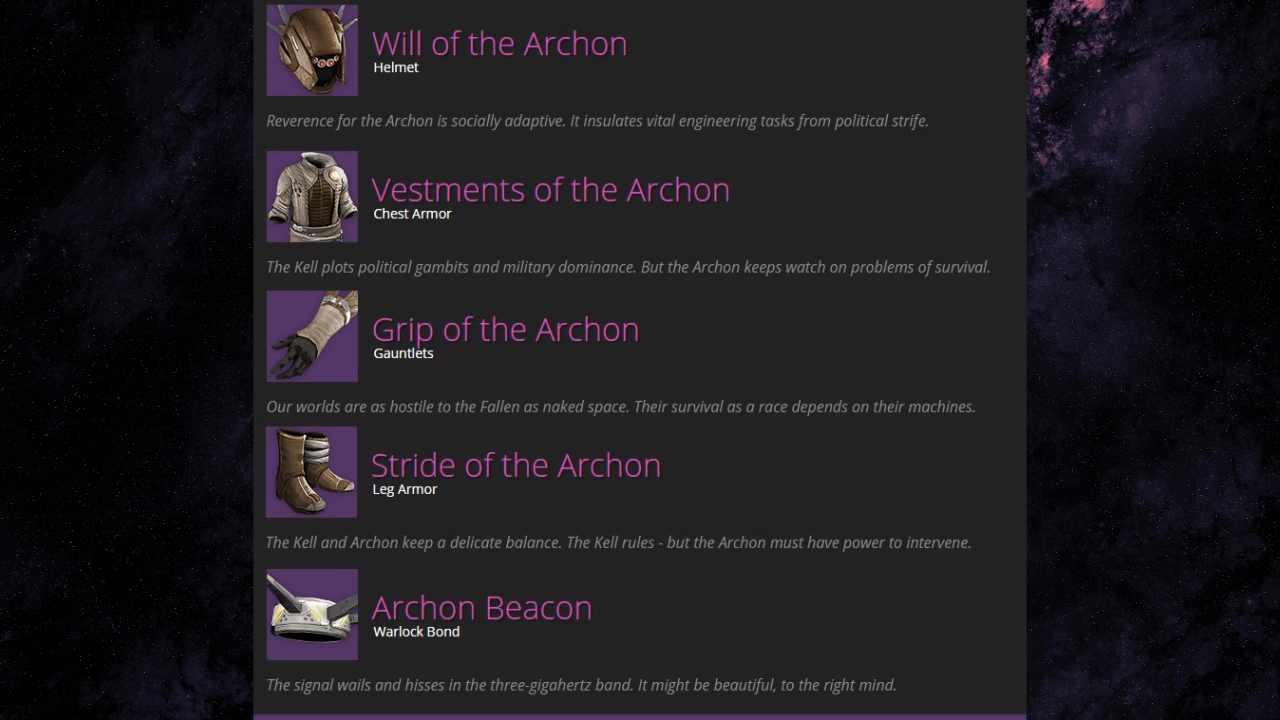 Will of the Archon
Helmet
Reverence for the Archon is socially adaptive. It insulates vital engineering tasks from political strife.
Vestments of the Archon
Chest Armor
The Kell plots political gambits and military dominance. But the Archon keeps watch on problems of survival.
Grip of the Archon
Gauntlets
Our worlds are as hostile to the Fallen as naked space. Their survival as a race depends on their machines.
Stride of the Archon
Leg Armor
The Kell and Archon keep a delicate balance. The Kell rules - but the Archon must have power to intervene.
Archon Beacon
Warlock Bond
The signal wails and hisses in the three-gigahertz band. It might be beautiful, to the right mind.